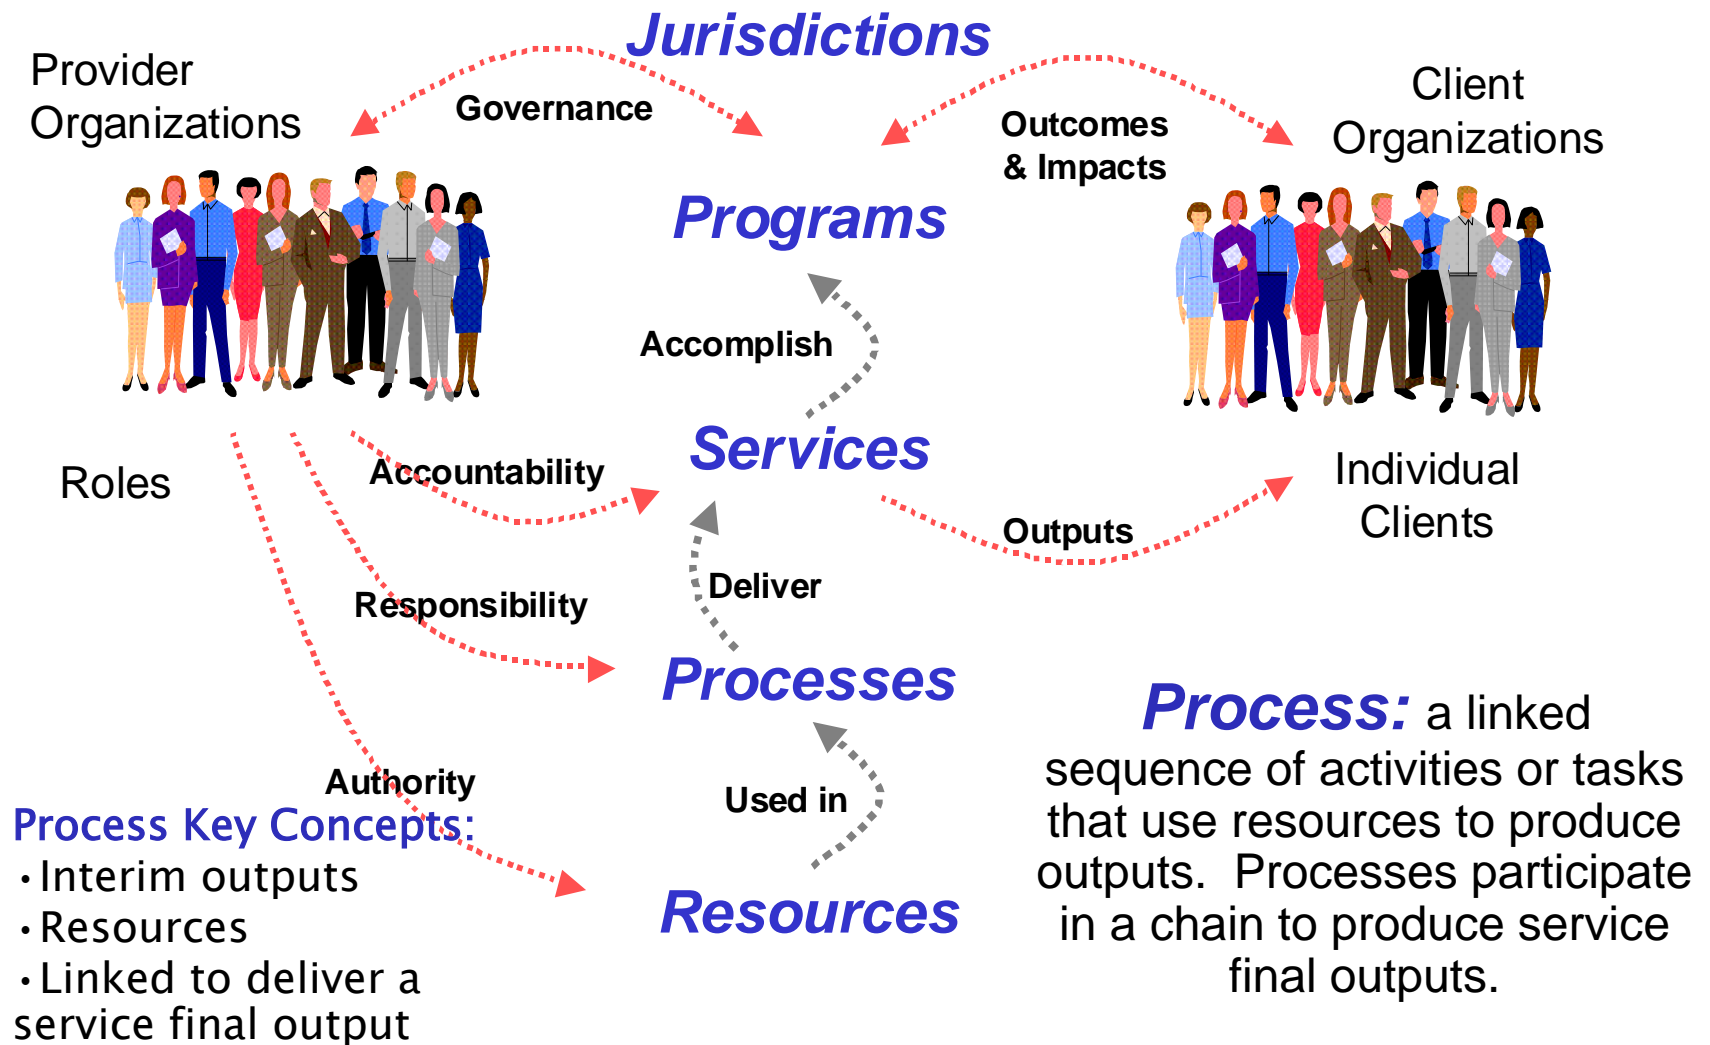 Jurisdictions
Provider
Organizations
Governance
Outcomes
& Impacts
Client
Organizations
Programs
Accomplish
Services
Roles
Accountability
Individual
Clients
Outputs
Deliver
Responsibility
Processes
Authority
Used in
Resources
Process Key Concepts:
•Interim outputs
•Resources
•Linked to deliver a
service final output
Process: a linked
sequence of activities or tasks
that use resources to produce
outputs.  Processes participate
in a chain to produce service
final outputs.